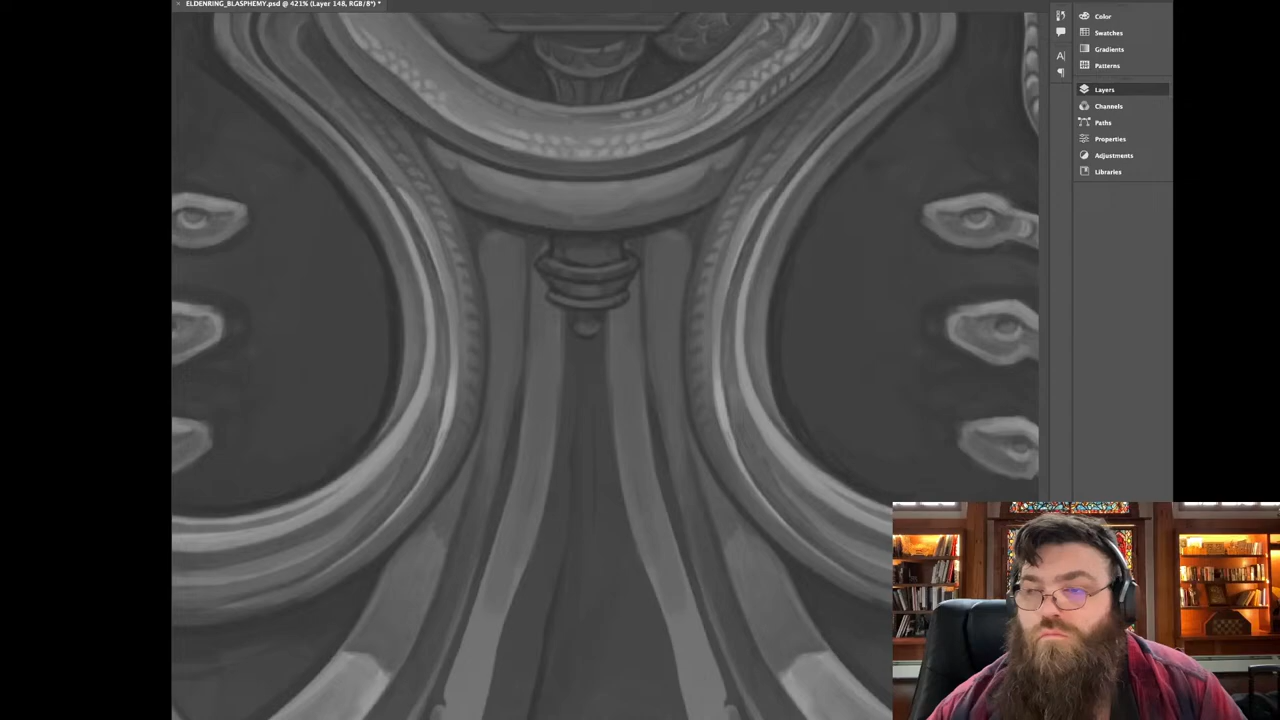 × ELDENRING_BLASPHEMY.psd @ 421% (Layer 148, RGB/8*) *
Color
Swatches
Gradients
Patterns
A|
¶
Layers
Channels
Paths
Properties
Adjustments
Libraries